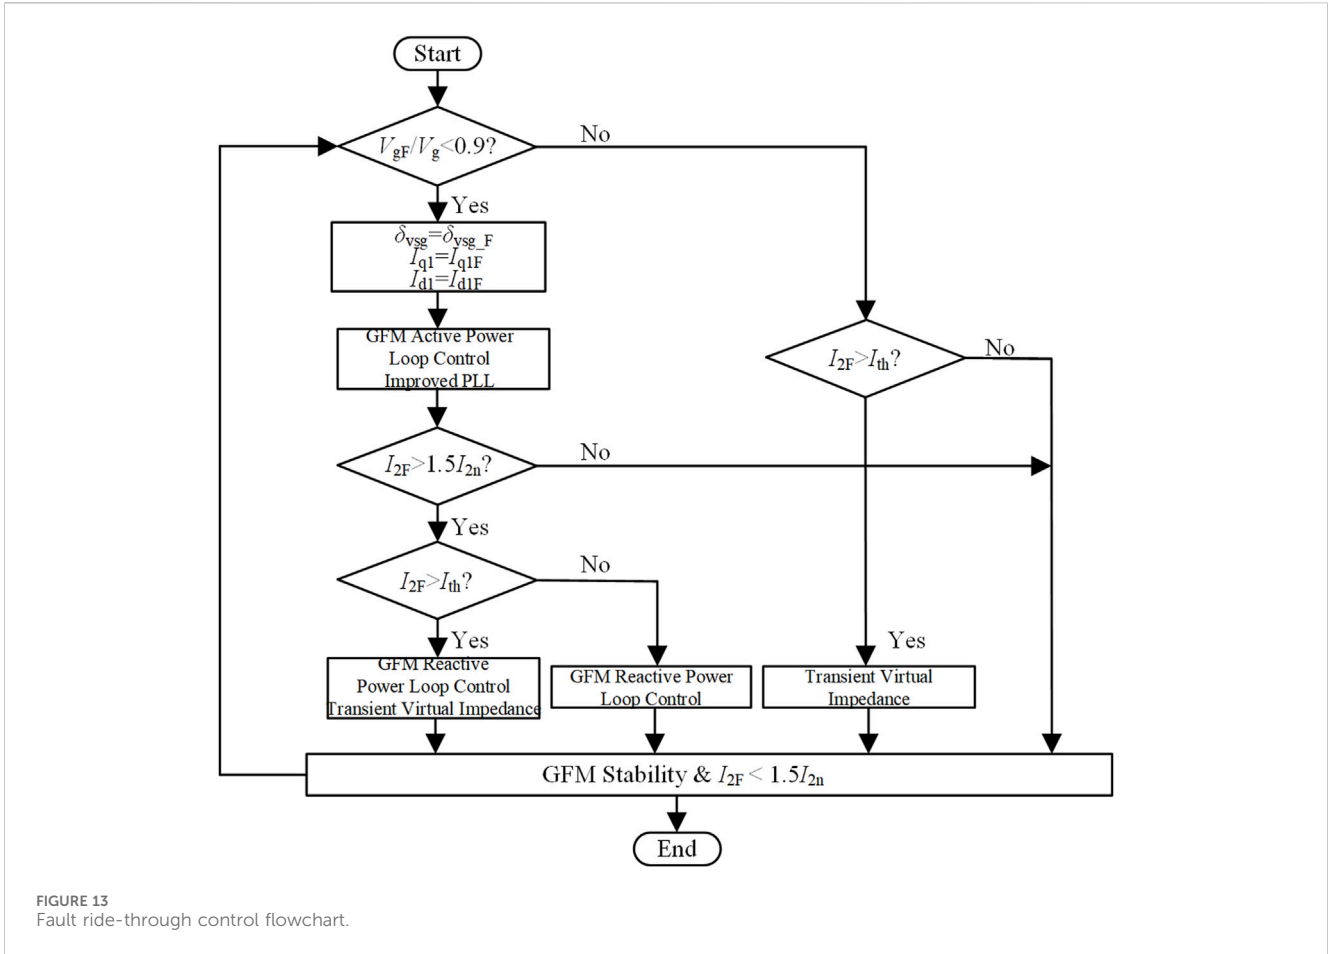 Start
VgF/Vg<0.9?
No
Yes
δvsg=δvsg_F
Iq1=Iq1F
Id1=Id1F
GFM Active Power
Loop Control
Improved PLL
I2F>Ith?
No
I2F>1.5I2n?
No
Yes
I2F>Ith?
No
Yes
Yes
GFM Reactive
Power Loop Control
Transient Virtual Impedance
GFM Reactive Power
Loop Control
Transient Virtual
Impedance
GFM Stability & I2F < 1.5I2n
End
FIGURE 13
Fault ride-through control flowchart.